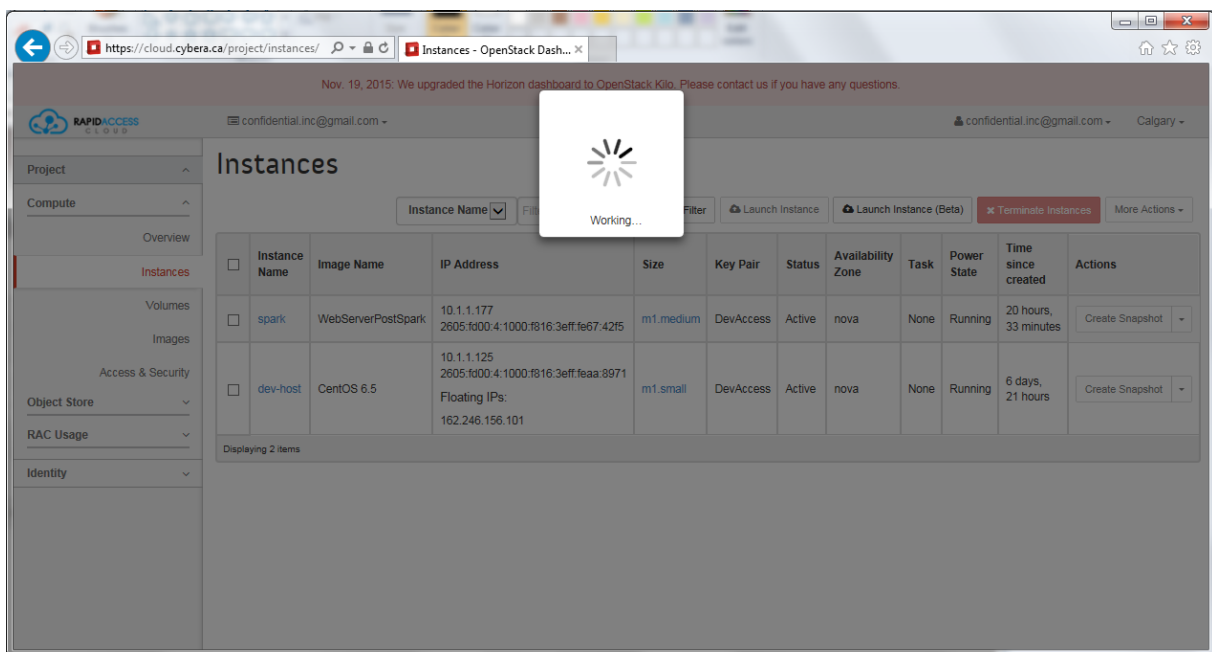 https://cloud.cybera.ca/project/instances/
Instances - OpenStack Dash...
Nov. 19, 2015: We upgraded the Horizon dashboard to OpenStack Kilo. Please contact us if you have any questions.
RAPIDACCESS
CLOUD
confidential.inc@gmail.com
confidential.inc@gmail.com
Calgary
Project
Compute
Overview
Instances
Volumes
Images
Access & Security
Object Store
RAC Usage
Identity
Instances
Working...
Instance Name
Filter
Launch Instance
Launch Instance (Beta)
Terminate Instances
More Actions
Instance Name
Image Name
IP Address
Size
Key Pair
Status
Availability Zone
Task
Power State
Time since created
Actions
spark
WebServerPostSpark
10.1.1.177
2605:fd00:4:1000:f816:3eff:fe67:42f5
m1.medium
DevAccess
Active
nova
None
Running
20 hours, 33 minutes
Create Snapshot
dev-host
CentOS 6.5
10.1.1.125
2605:fd00:4:1000:f816:3eff:feaa:8971
Floating IPs:
162.246.156.101
m1.small
DevAccess
Active
nova
None
Running
6 days, 21 hours
Create Snapshot
Displaying 2 items